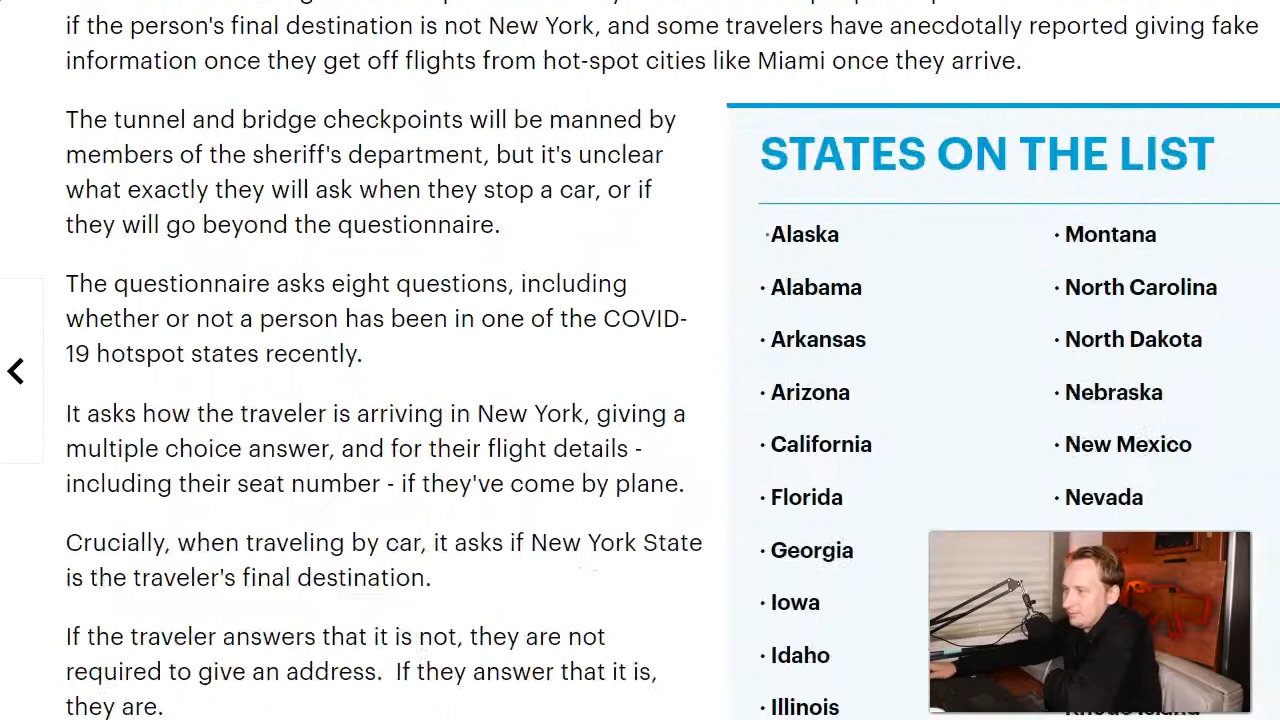 if the person's final destination is not New York, and some travelers have anecdotally reported giving fake
information once they get off flights from hot-spot cities like Miami once they arrive.
The tunnel and bridge checkpoints will be manned by
members of the sheriff's department, but it's unclear
what exactly they will ask when they stop a car, or if
they will go beyond the questionnaire.
The questionnaire asks eight questions, including
whether or not a person has been in one of the COVID-
19 hotspot states recently.
It asks how the traveler is arriving in New York, giving a
multiple choice answer, and for their flight details -
including their seat number - if they've come by plane.
Crucially, when traveling by car, it asks if New York State
is the traveler's final destination.
If the traveler answers that it is not, they are not
required to give an address.  If they answer that it is,
they are.
STATES ON THE LIST
· Alaska
· Alabama
· Arkansas
· Arizona
· California
· Florida
· Georgia
· Iowa
· Idaho
· Illinois
· Montana
· North Carolina
· North Dakota
· Nebraska
· New Mexico
· Nevada